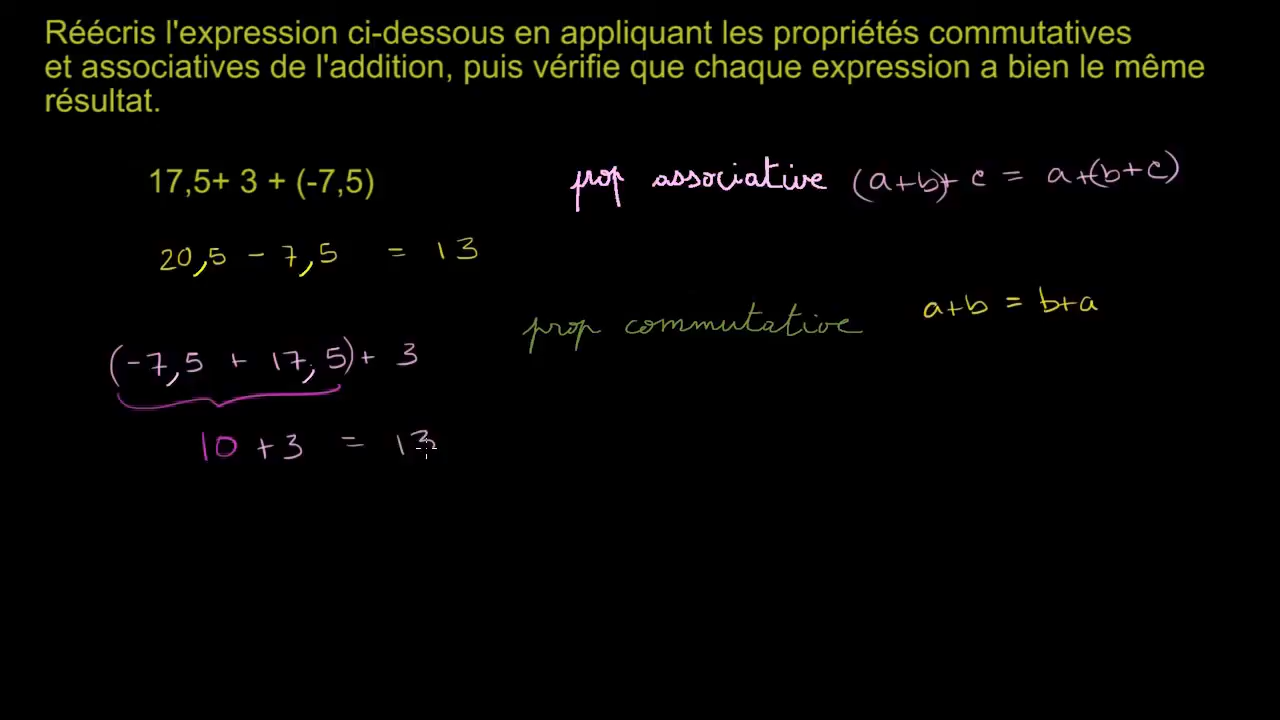 Réécris l'expression ci-dessous en appliquant les propriétés commutatives
et associatives de l'addition, puis vérifie que chaque expression a bien le même
résultat.
17,5+ 3 + (-7,5)
prop associative (a+b)+ c = a+(b+c)
20,5 - 7,5 = 13
prop commutative a+b = b+a
(-7,5 + 17,5)+ 3
10 +3 = 13